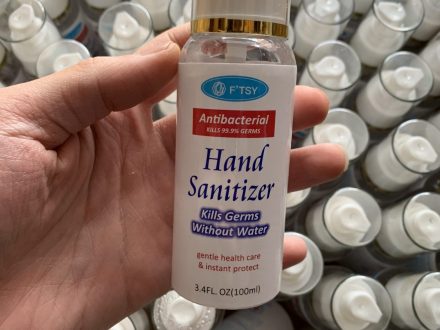 F'TSY
Antibacterial
KILLS 99.9% GERMS
Hand
Sanitizer
Kills Germs
Without Water
gentle health care
& instant protect
3.4FL. OZ(100ml)